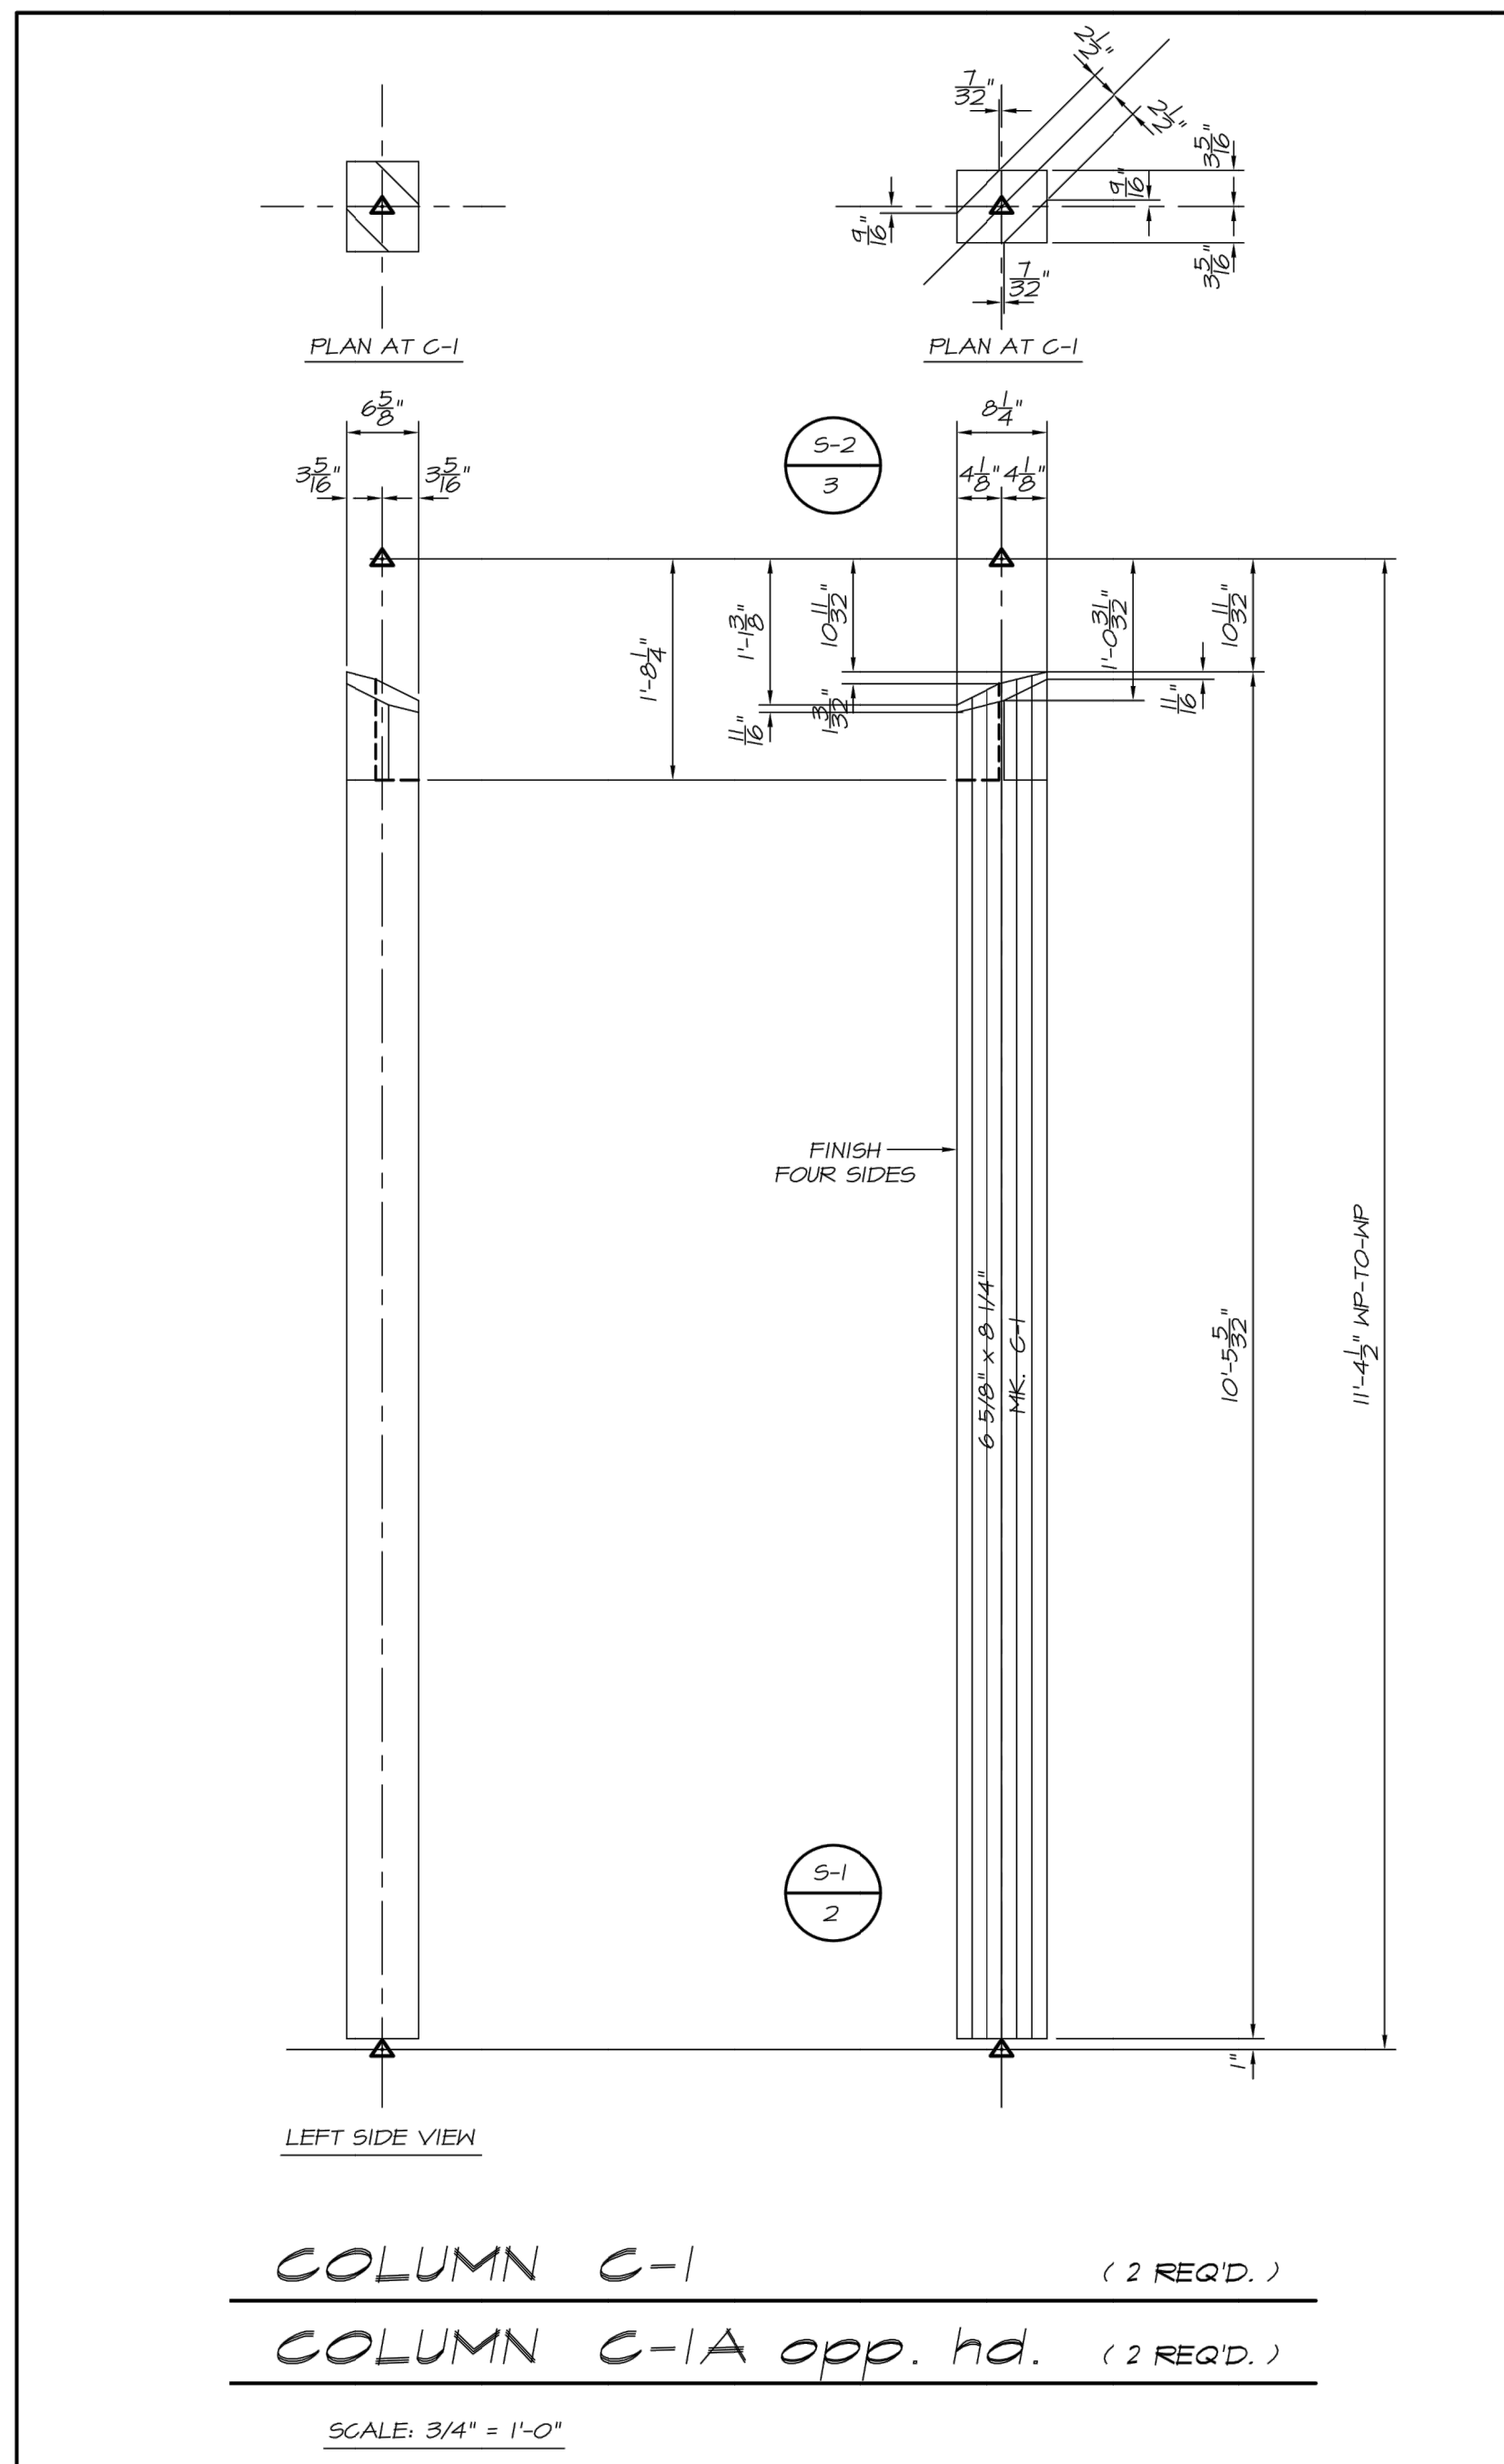 2 1/2"
7/32"
2 1/2"
3 5/16"
9/16"
9/16"
3 5/16"
7/32"
PLAN AT C-1
PLAN AT C-1
6 5/8"
8 1/4"
S-2
3
3 5/16"
3 5/16"
4 1/8"
4 1/8"
1'-8 1/4"
1'-1 3/8"
10 11/32"
1'-0 31/32"
10 11/32"
11/16"
1 3/32"
11/16"
FINISH
FOUR SIDES
6 5/8" x 8 1/4"
MK. C-1
10'-5 5/32"
11'-4 1/2" WP-TO-WP
S-1
2
1"
LEFT SIDE VIEW
COLUMN C-1 ( 2 REQ'D. )
COLUMN C-1A opp. hd. ( 2 REQ'D. )
SCALE: 3/4" = 1'-0"